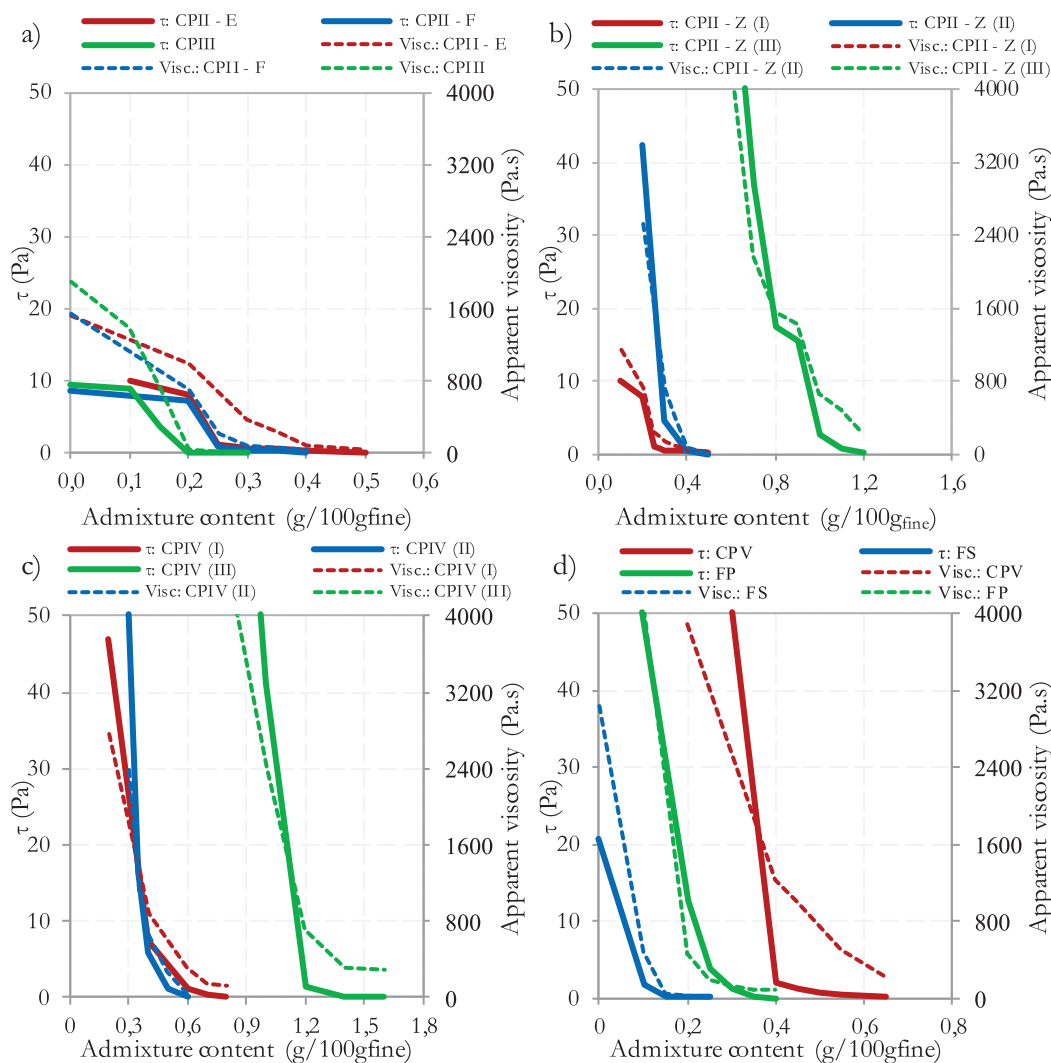 a)
τ: CPII - E
τ: CPII - F
τ: CPIII
Visc.: CPII - E
Visc.: CPII - F
Visc.: CPIII
50
40
30
20
10
0
τ (Pa)
4000
3200
2400
1600
800
0
Apparent viscosity (Pa.s)
0,0 0,1 0,2 0,3 0,4 0,5 0,6
Admixture content (g/100gfine)
b)
τ: CPII - Z (I)
τ: CPII - Z (II)
τ: CPII - Z (III)
Visc.: CPII - Z (I)
Visc.: CPII - Z (II)
Visc.: CPII - Z (III)
50
40
30
20
10
0
τ (Pa)
4000
3200
2400
1600
800
0
Apparent viscosity (Pa.s)
0,0 0,4 0,8 1,2 1,6
Admixture content (g/100gfine)
c)
τ: CPIV (I)
τ: CPIV (II)
τ: CPIV (III)
Visc.: CPIV (I)
Visc: CPIV (II)
Visc.: CPIV (III)
50
40
30
20
10
0
τ (Pa)
4000
3200
2400
1600
800
0
Apparent viscosity (Pa.s)
0 0,3 0,6 0,9 1,2 1,5 1,8
Admixture content (g/100gfine)
d)
τ: CPV
τ: FS
τ: FP
Visc.: CPV
Visc.: FS
Visc.: FP
50
40
30
20
10
0
τ (Pa)
4000
3200
2400
1600
800
0
Apparent viscosity (Pa.s)
0 0,2 0,4 0,6 0,8
Admixture content (g/100gfine)